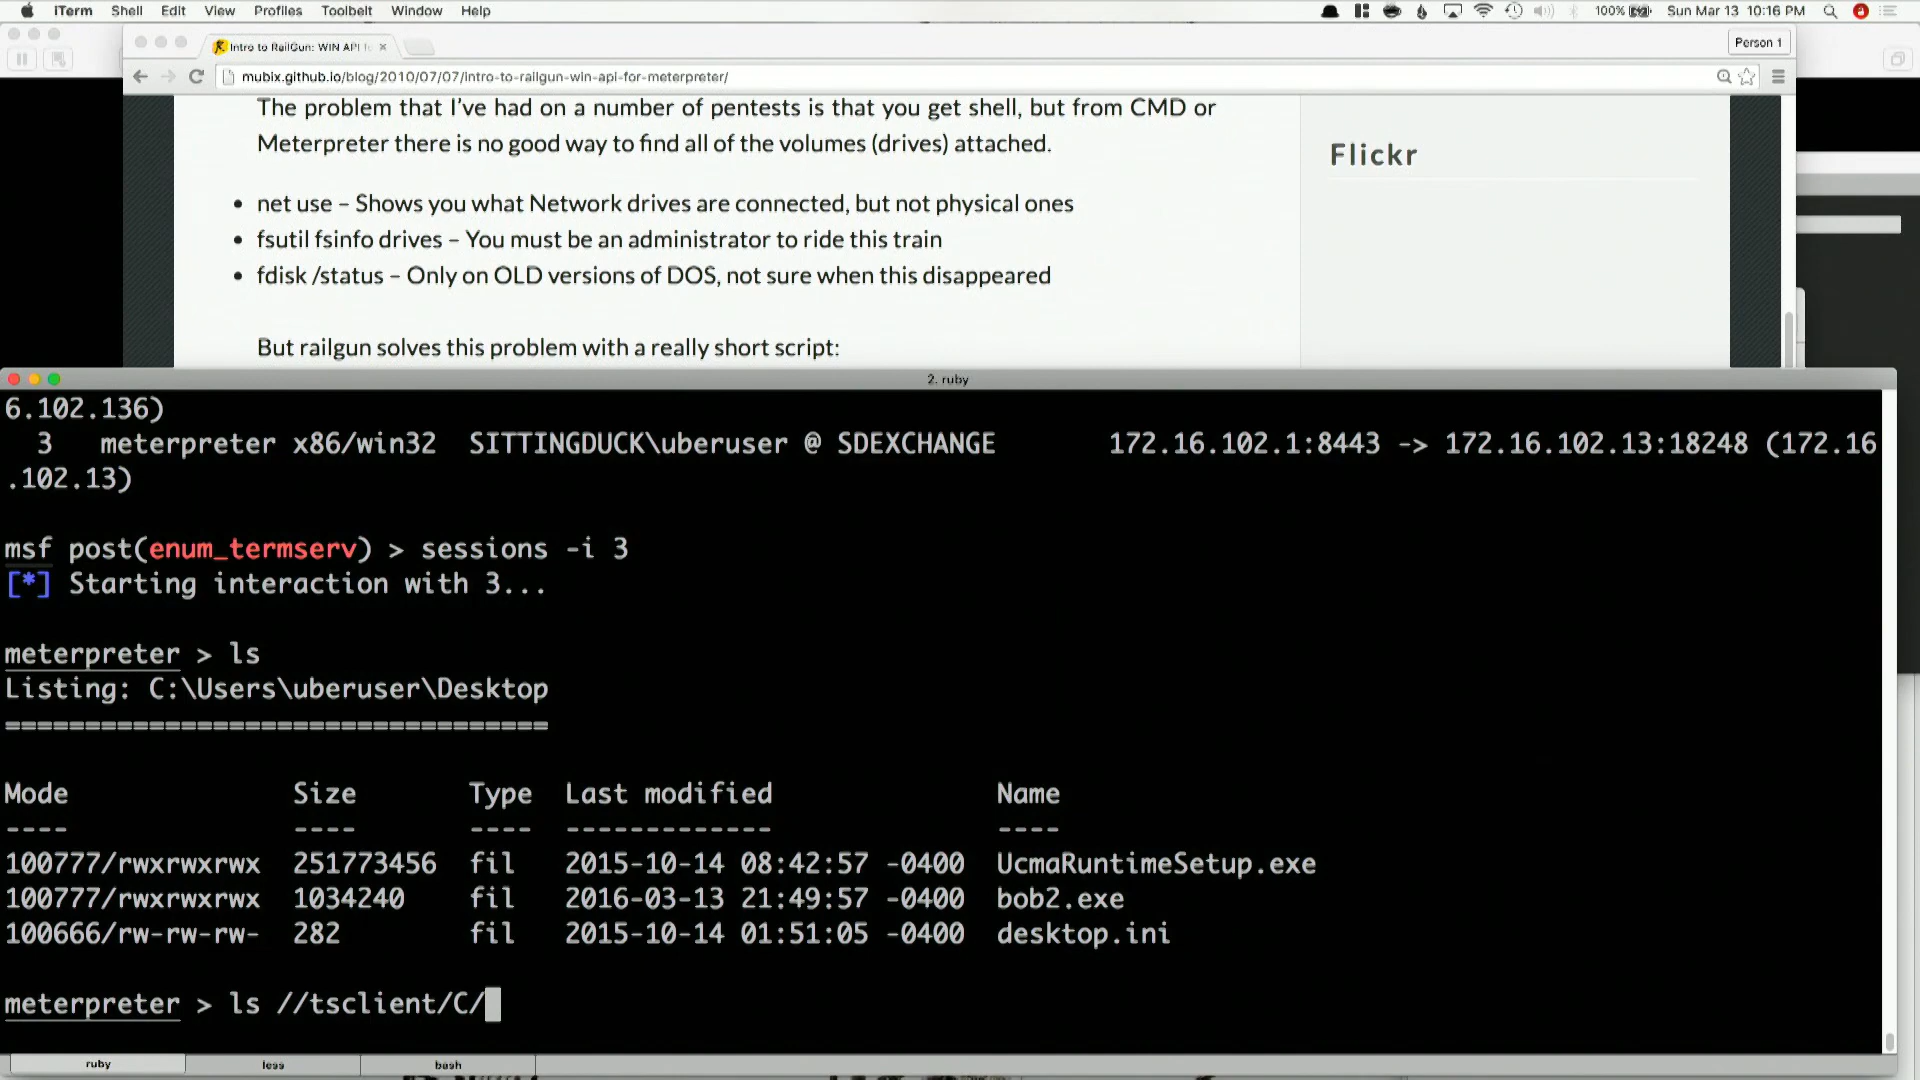 iTerm Shell Edit View Profiles Toolbelt Window Help 100% Sun Mar 13 10:16 PM
Intro to RailGun: WIN API f
Person 1
mubix.github.io/blog/2010/07/07/intro-to-railgun-win-api-for-meterpreter/
The problem that I've had on a number of pentests is that you get shell, but from CMD or
Meterpreter there is no good way to find all of the volumes (drives) attached.
Flickr
• net use – Shows you what Network drives are connected, but not physical ones
• fsutil fsinfo drives – You must be an administrator to ride this train
• fdisk /status – Only on OLD versions of DOS, not sure when this disappeared
But railgun solves this problem with a really short script:
2. ruby
6.102.136)
3 meterpreter x86/win32 SITTINGDUCK\uberuser @ SDEXCHANGE 172.16.102.1:8443 -> 172.16.102.13:18248 (172.16
.102.13)
msf post(enum_termserv) > sessions -i 3
[*] Starting interaction with 3...
meterpreter > ls
Listing: C:\Users\uberuser\Desktop
==================================
Mode Size Type Last modified Name
---- ---- ---- ------------- ----
100777/rwxrwxrwx 251773456 fil 2015-10-14 08:42:57 -0400 UcmaRuntimeSetup.exe
100777/rwxrwxrwx 1034240 fil 2016-03-13 21:49:57 -0400 bob2.exe
100666/rw-rw-rw- 282 fil 2015-10-14 01:51:05 -0400 desktop.ini
meterpreter > ls //tsclient/C/
ruby less bash